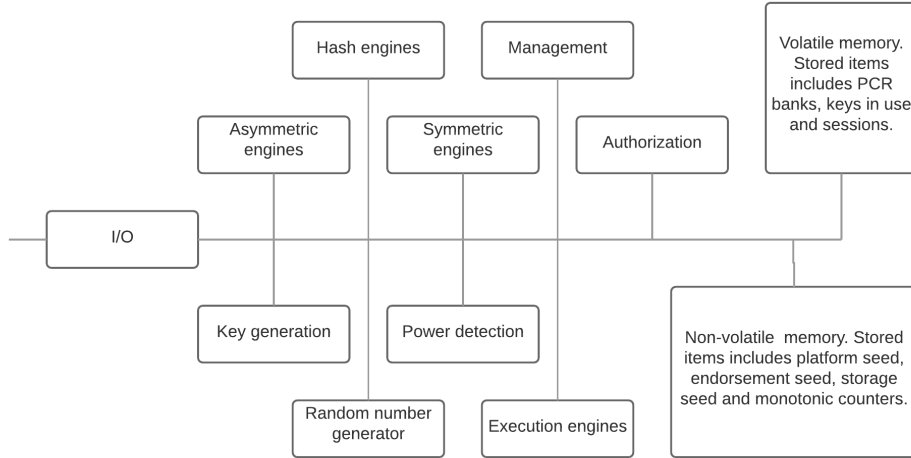 Hash engines
Management
Volatile memory.
Stored items
includes PCR
banks, keys in use
and sessions.
Asymmetric
engines
Symmetric
engines
Authorization
I/O
Key generation
Power detection
Non-volatile  memory. Stored
items includes platform seed,
endorsement seed, storage
seed and monotonic counters.
Random number
generator
Execution engines